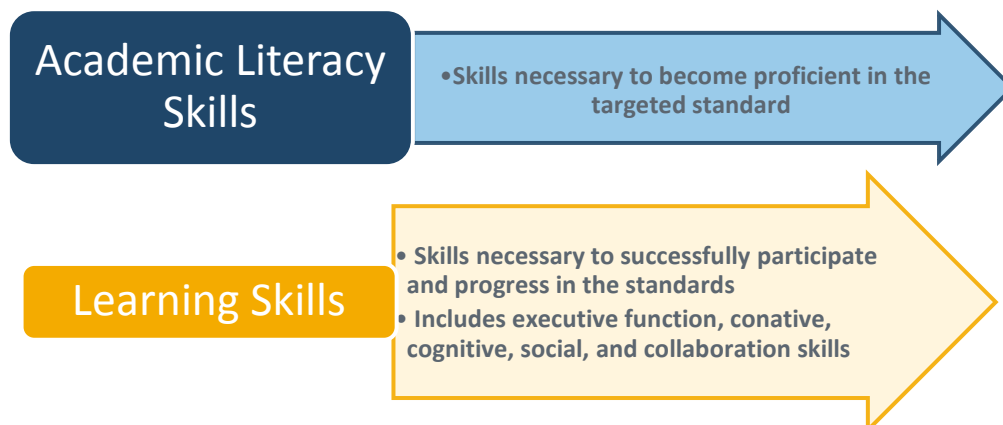 Academic Literacy
Skills
•Skills necessary to become proficient in the
targeted standard
Learning Skills
• Skills necessary to successfully participate
and progress in the standards
• Includes executive function, conative,
cognitive, social, and collaboration skills